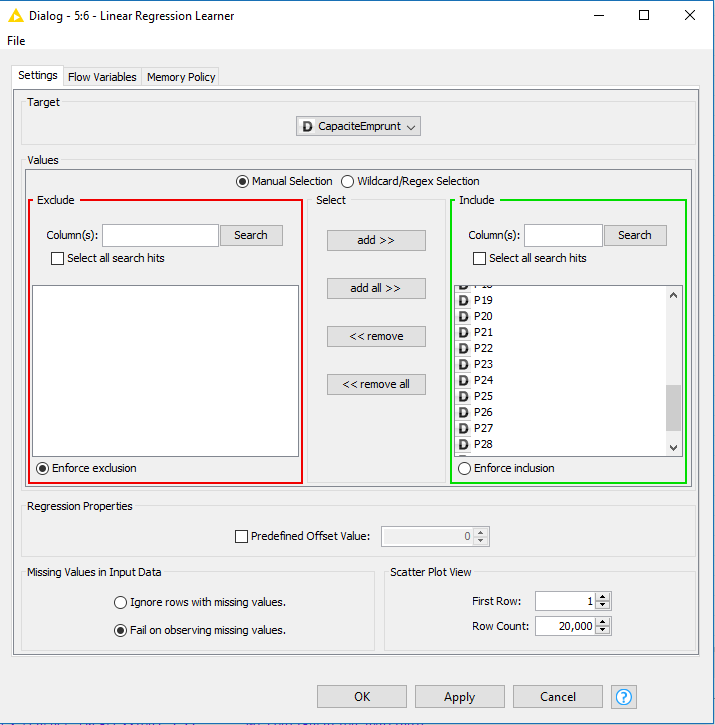 Dialog - 5:6 - Linear Regression Learner
File
Settings Flow Variables Memory Policy
Target
D CapaciteEmprunt
Values
Manual Selection Wildcard/Regex Selection
Exclude
Column(s): Search
Select all search hits
Enforce exclusion
Select
add >>
add all >>
<< remove
<< remove all
Include
Column(s): Search
Select all search hits
D P19
D P20
D P21
D P22
D P23
D P24
D P25
D P26
D P27
D P28
Enforce inclusion
Regression Properties
Predefined Offset Value: 0
Missing Values in Input Data
Ignore rows with missing values.
Fail on observing missing values.
Scatter Plot View
First Row: 1
Row Count: 20,000
OK Apply Cancel ?